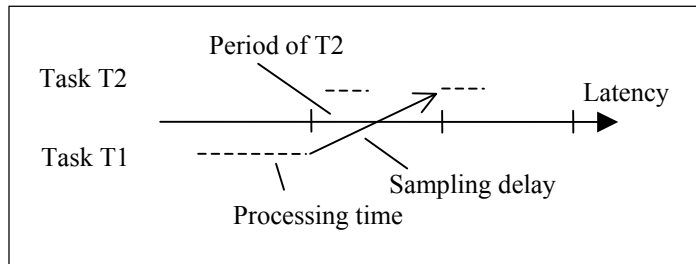 Period of T2
Task T2
Latency
Task T1
Sampling delay
Processing time